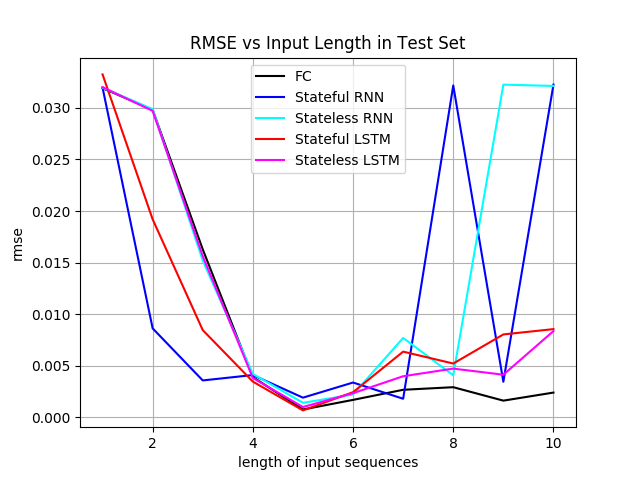 RMSE vs Input Length in Test Set
FC
Stateful RNN
Stateless RNN
Stateful LSTM
Stateless LSTM
0.030
0.025
0.020
0.015
0.010
0.005
0.000
rmse
2 4 6 8 10
length of input sequences